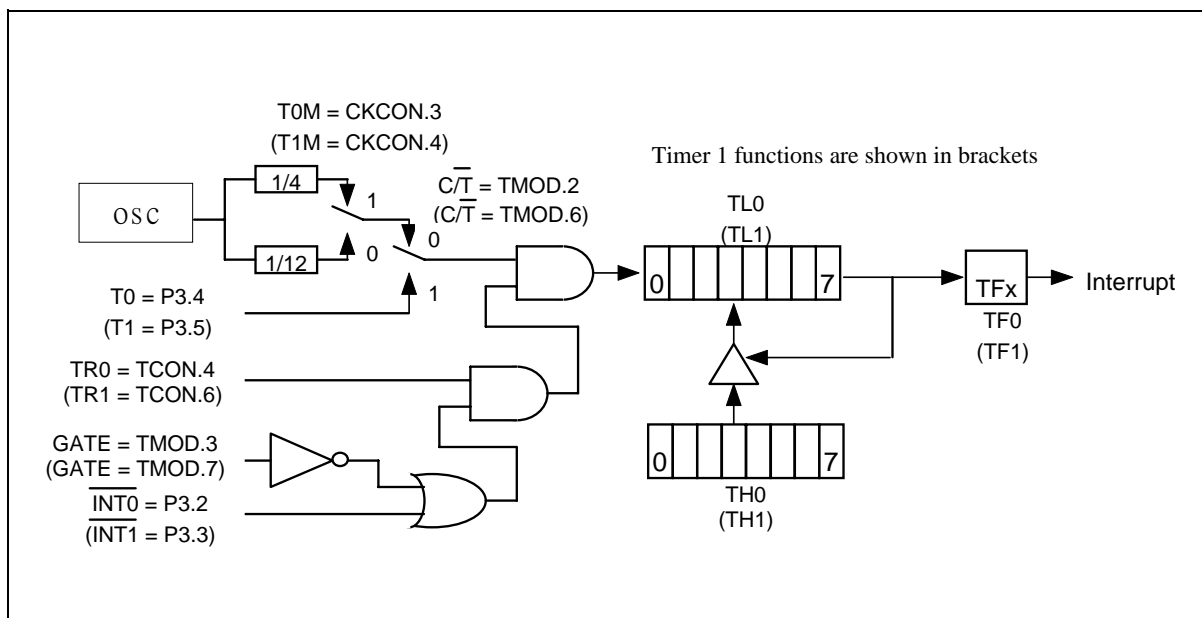 T0M = CKCON.3
(T1M = CKCON.4)
Timer 1 functions are shown in brackets
1/4
C/T̅ = TMOD.2
(C/T̅ = TMOD.6)
OSC
1
0
TL0
(TL1)
1/12
0
1
0
7
TFx
Interrupt
T0 = P3.4
(T1 = P3.5)
TF0
(TF1)
TR0 = TCON.4
(TR1 = TCON.6)
GATE = TMOD.3
(GATE = TMOD.7)
0
7
I̅N̅T̅0̅ = P3.2
(I̅N̅T̅1̅ = P3.3)
TH0
(TH1)